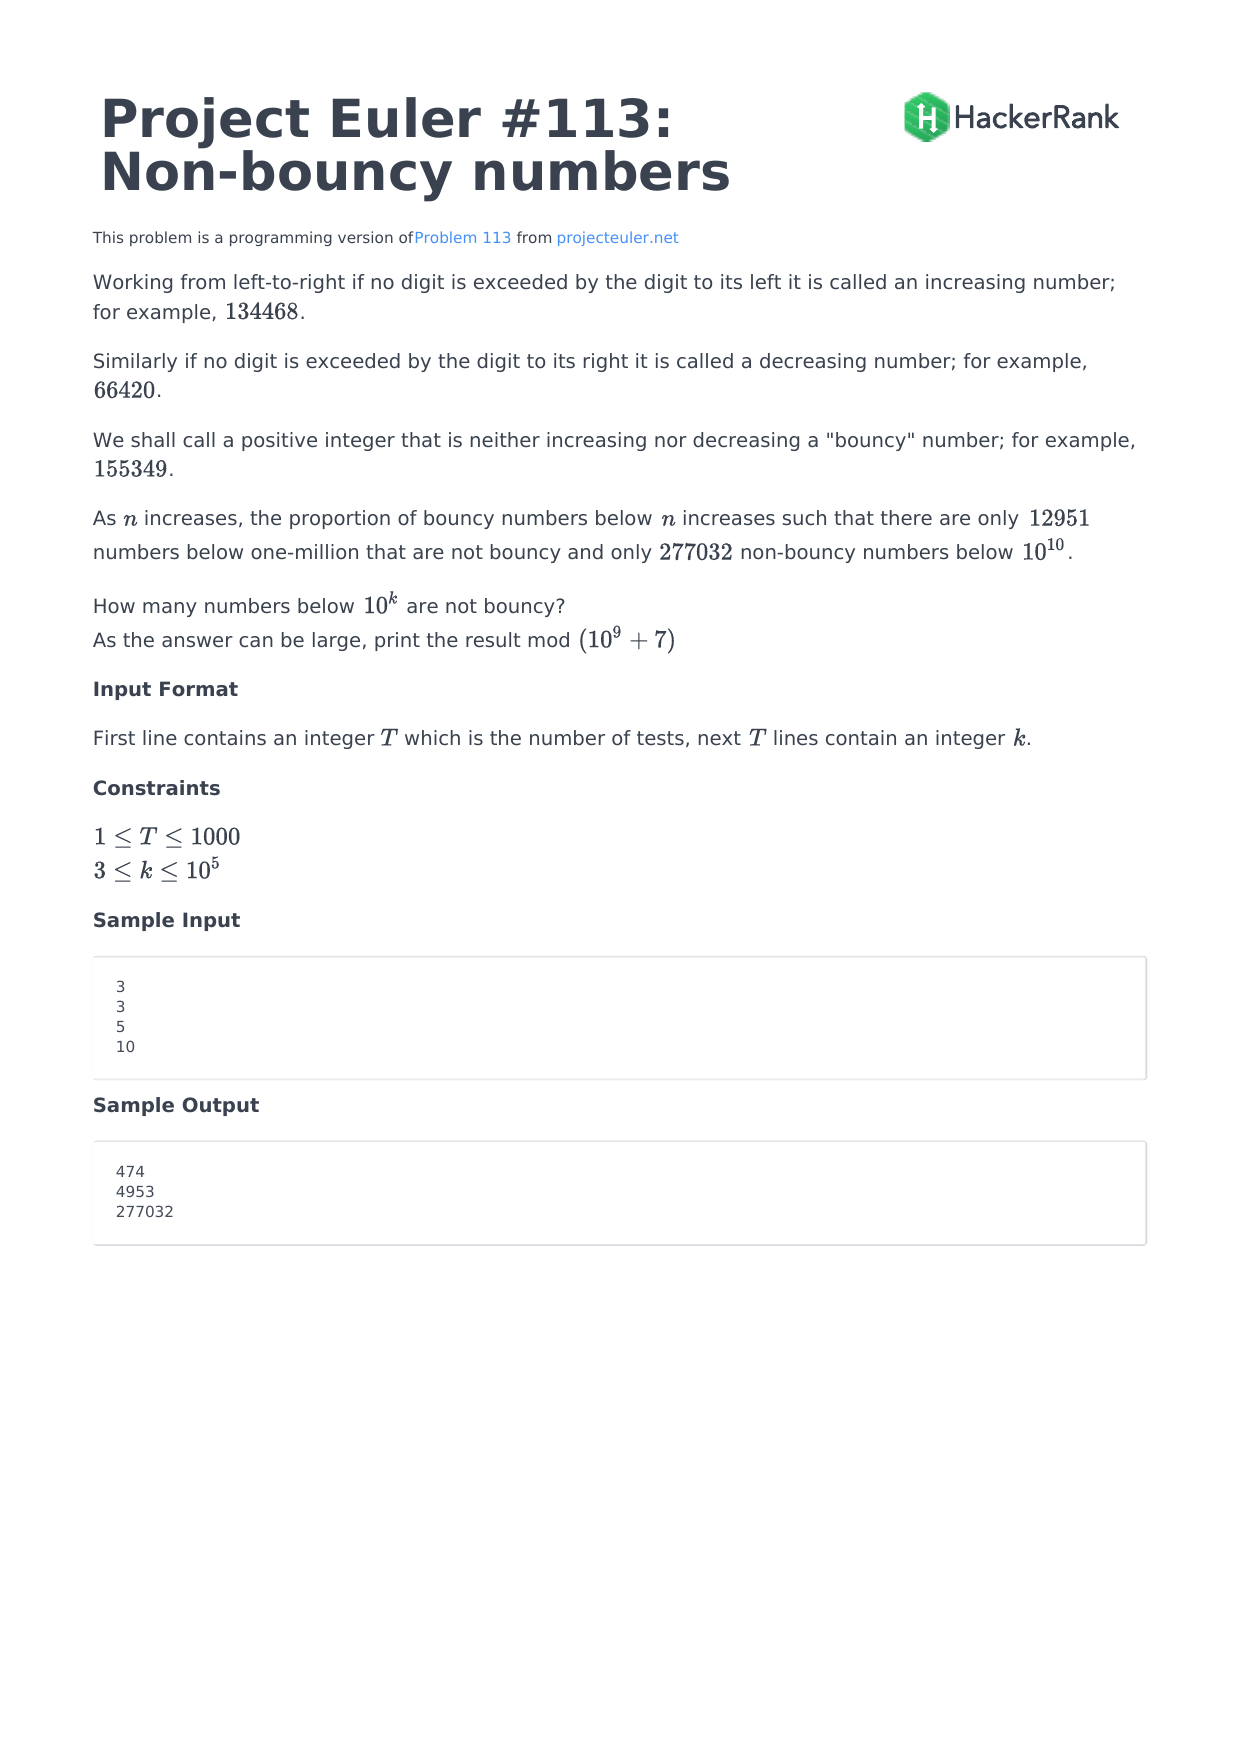 Project Euler #113:
Non-bouncy numbers
HackerRank
This problem is a programming version ofProblem 113 from projecteuler.net
Working from left-to-right if no digit is exceeded by the digit to its left it is called an increasing number;
for example, 134468.
Similarly if no digit is exceeded by the digit to its right it is called a decreasing number; for example,
66420.
We shall call a positive integer that is neither increasing nor decreasing a "bouncy" number; for example,
155349.
As n increases, the proportion of bouncy numbers below n increases such that there are only 12951
numbers below one-million that are not bouncy and only 277032 non-bouncy numbers below 10^10.
How many numbers below 10^k are not bouncy?
As the answer can be large, print the result mod (10^9 + 7)
Input Format
First line contains an integer T which is the number of tests, next T lines contain an integer k.
Constraints
1 ≤ T ≤ 1000
3 ≤ k ≤ 10^5
Sample Input
3
3
5
10
Sample Output
474
4953
277032